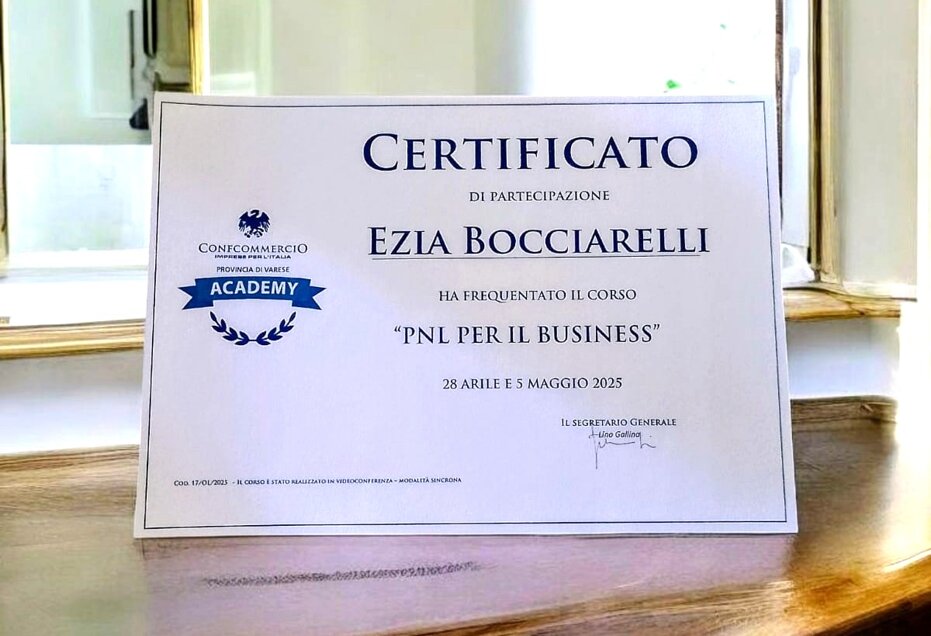 CERTIFICATO
DI PARTECIPAZIONE
CONFCOMMERCIO
IMPRESE PER L'ITALIA
PROVINCIA DI VARESE
ACADEMY
EZIA BOCCIARELLI
HA FREQUENTATO IL CORSO
“PNL PER IL BUSINESS”
28 ARILE E 5 MAGGIO 2025
IL SEGRETARIO GENERALE
Lino Gallina
COD. 17/OL/2025 - IL CORSO È STATO REALIZZATO IN VIDEOCONFERENZA – MODALITÀ SINCRONA